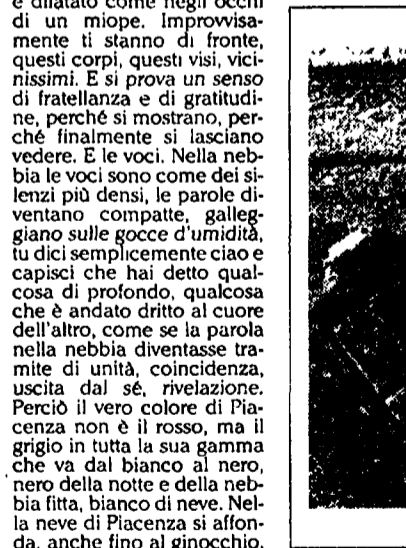 e dilatato come negli occhi
di un miope. Improvvisa-
mente ti stanno di fronte,
questi corpi, questi visi, vici-
nissimi. E si prova un senso
di fratellanza e di gratitudi-
ne, perché si mostrano, per-
ché finalmente si lasciano
vedere. E le voci. Nella neb-
bia le voci sono come dei si-
lenzi più densi, le parole di-
ventano compatte, galleg-
giano sulle gocce d'umidità,
tu dici semplicemente ciao e
capisci che hai detto qual-
cosa di profondo, qualcosa
che è andato dritto al cuore
dell'altro, come se la parola
nella nebbia diventasse tra-
mite di unità, coincidenza,
uscita dal sé, rivelazione.
Perciò il vero colore di Pia-
cenza non è il rosso, ma il
grigio in tutta la sua gamma
che va dal bianco al nero,
nero della notte e della neb-
bia fitta, bianco di neve. Nel-
la neve di Piacenza si affon-
da, anche fino al ginocchio.